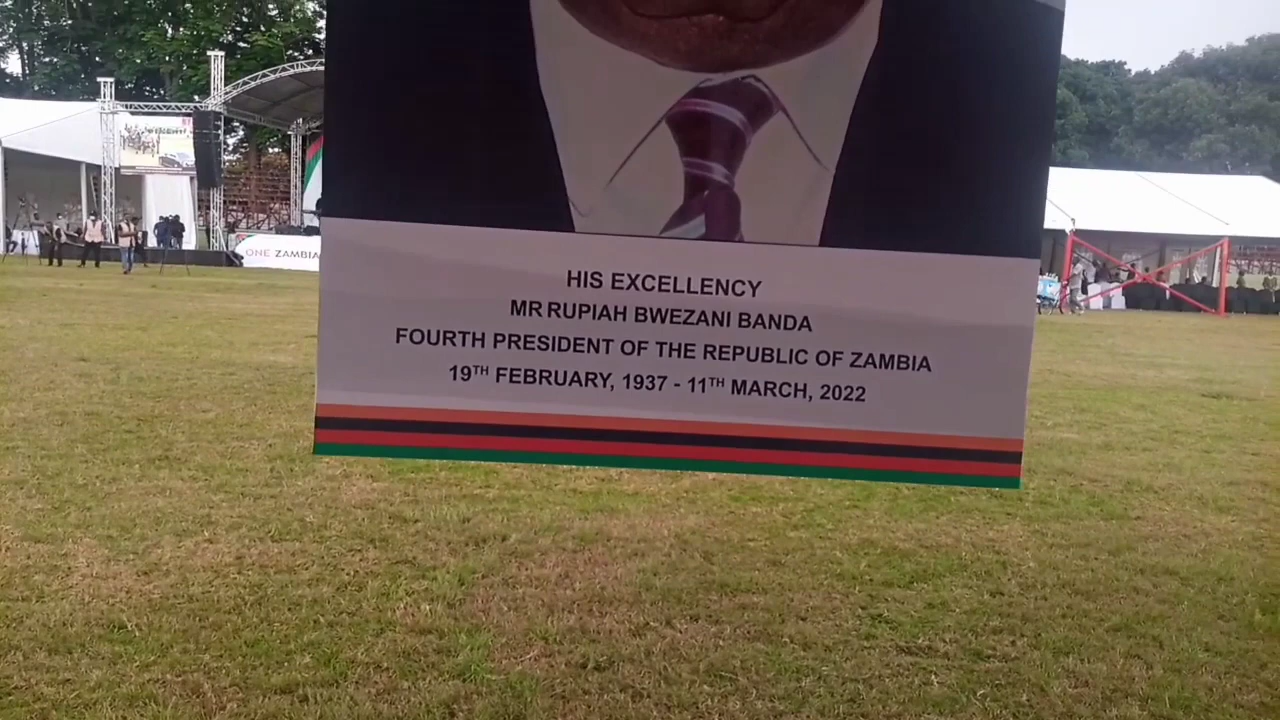 ONE ZAMBIA
HIS EXCELLENCY
MR RUPIAH BWEZANI BANDA
FOURTH PRESIDENT OF THE REPUBLIC OF ZAMBIA
19TH FEBRUARY, 1937 - 11TH MARCH, 2022